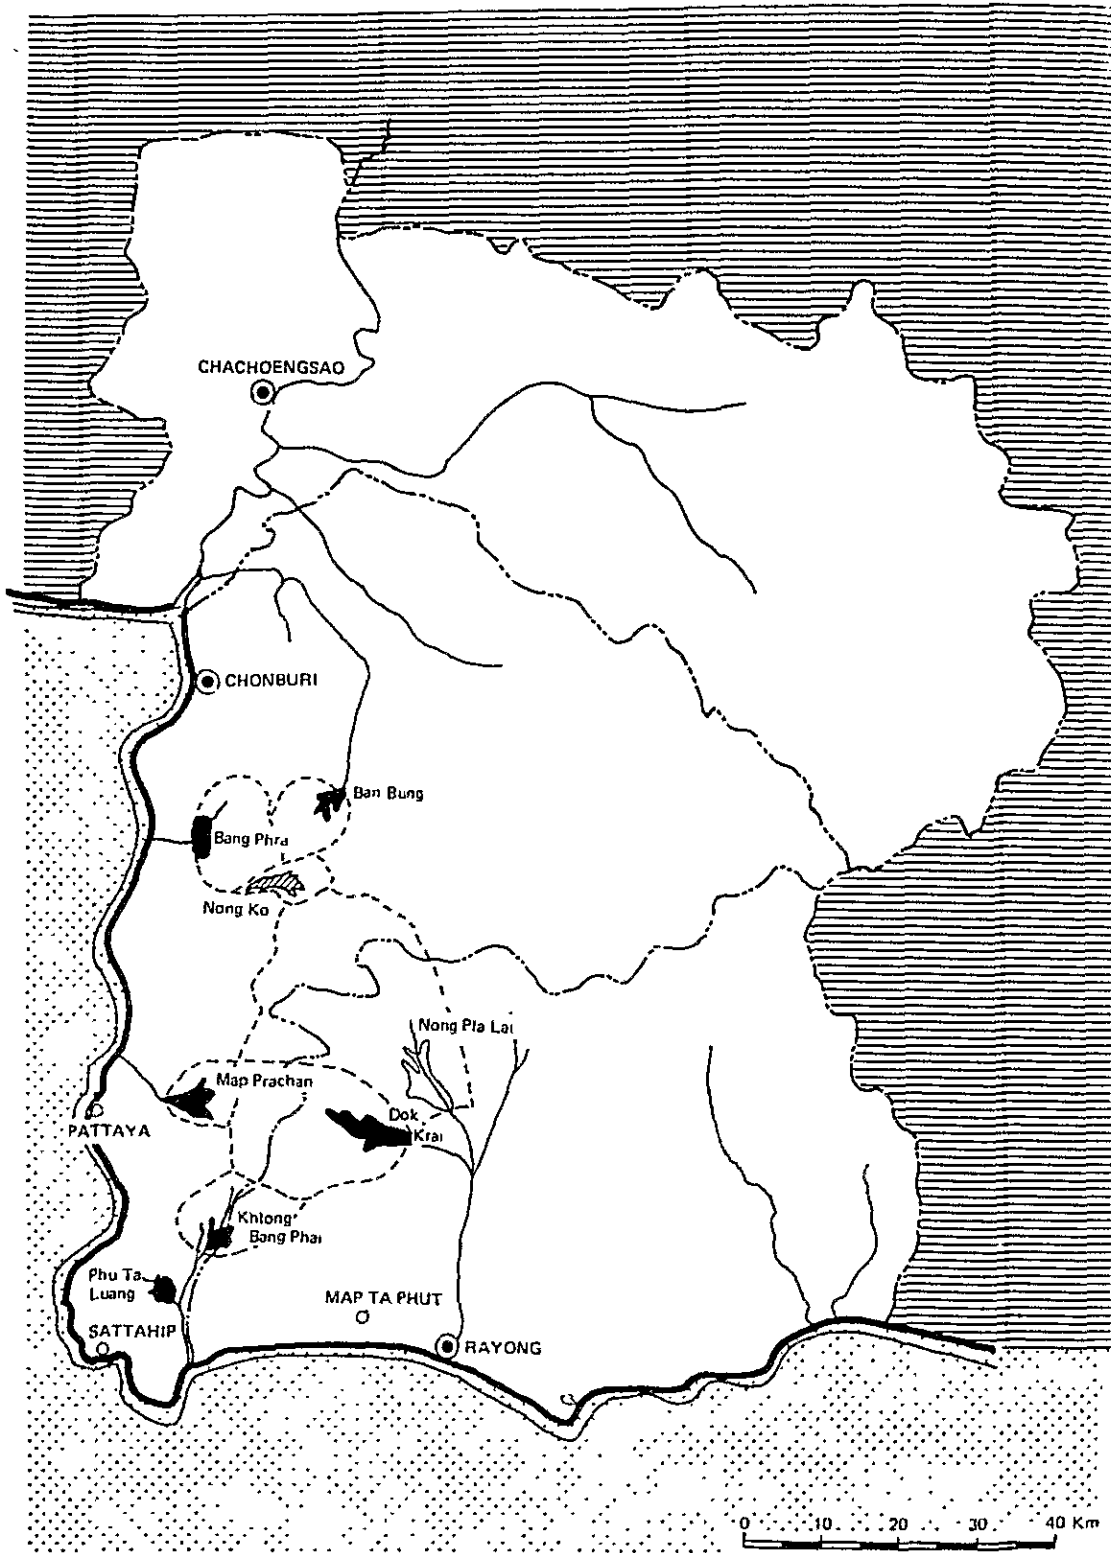 CHACHOENGSAO
CHONBURI
Ban Bung
Bang Phra
Nong Ko
Nong Pla Lai
Map Prachan
Dok
Krai
PATTAYA
Khlong
Bang Phai
Phu Ta
Luang
MAP TA PHUT
SATTAHIP
RAYONG
0 10 20 30 40 Km